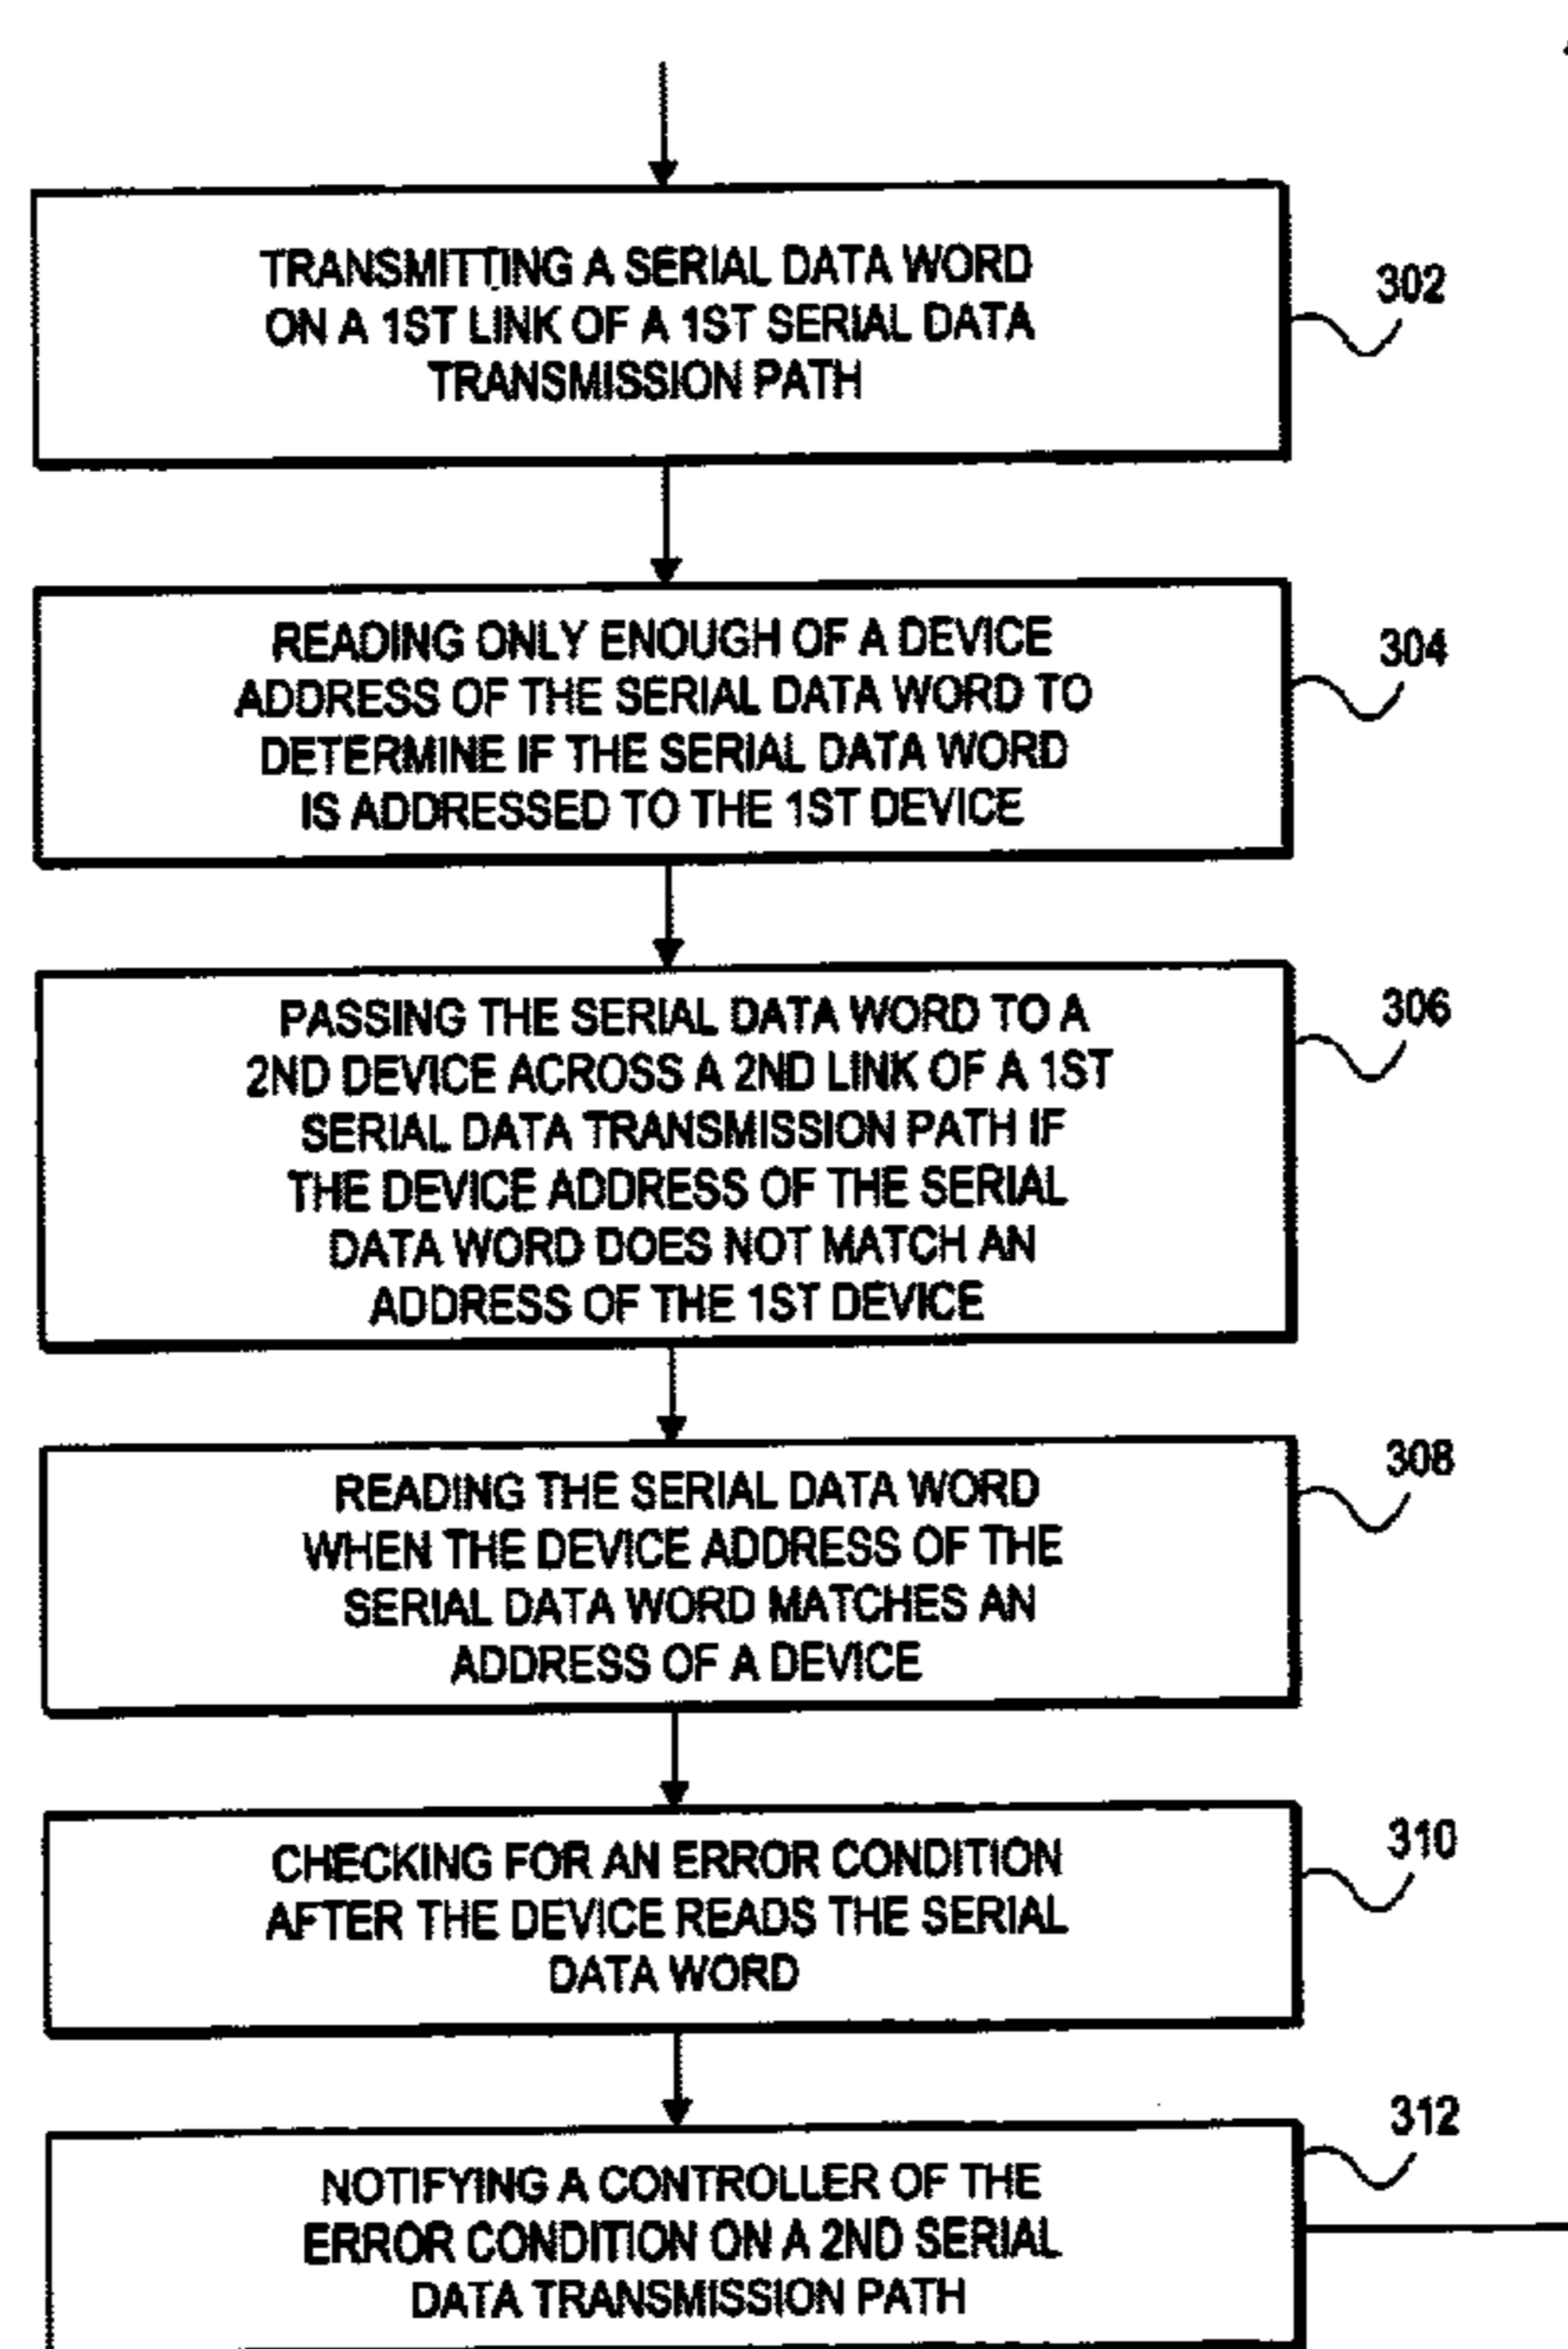 TRANSMITTING A SERIAL DATA WORD
ON A 1ST LINK OF A 1ST SERIAL DATA
TRANSMISSION PATH
302
READING ONLY ENOUGH OF A DEVICE
ADDRESS OF THE SERIAL DATA WORD TO
DETERMINE IF THE SERIAL DATA WORD
IS ADDRESSED TO THE 1ST DEVICE
304
PASSING THE SERIAL DATA WORD TO A
2ND DEVICE ACROSS A 2ND LINK OF A 1ST
SERIAL DATA TRANSMISSION PATH IF
THE DEVICE ADDRESS OF THE SERIAL
DATA WORD DOES NOT MATCH AN
ADDRESS OF THE 1ST DEVICE
306
READING THE SERIAL DATA WORD
WHEN THE DEVICE ADDRESS OF THE
SERIAL DATA WORD MATCHES AN
ADDRESS OF A DEVICE
308
CHECKING FOR AN ERROR CONDITION
AFTER THE DEVICE READS THE SERIAL
DATA WORD
310
NOTIFYING A CONTROLLER OF THE
ERROR CONDITION ON A 2ND SERIAL
DATA TRANSMISSION PATH
312